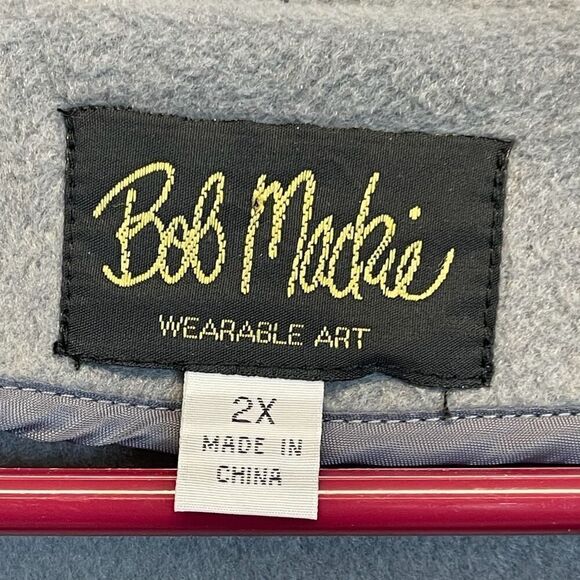 Bob Mackie
WEARABLE ART
2X
MADE IN
CHINA